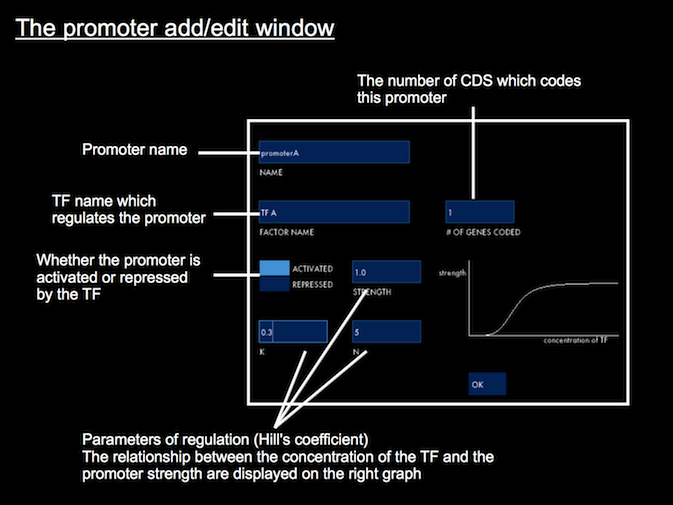 The promoter add/edit window
The number of CDS which codes
this promoter
Promoter name
promoterA
NAME
TF name which
regulates the promoter
TF A
FACTOR NAME
1
# OF GENES CODED
Whether the promoter is
activated or repressed
by the TF
ACTIVATED
REPRESSED
1.0
STRENGTH
strength
concentration of TF
0.3
K
5
N
OK
Parameters of regulation (Hill's coefficient)
The relationship between the concentration of the TF and the
promoter strength are displayed on the right graph